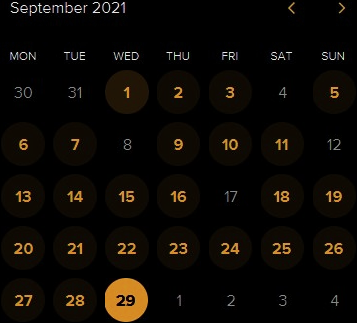 September 2021 < >
MON TUE WED THU FRI SAT SUN
30 31 1 2 3 4 5
6 7 8 9 10 11 12
13 14 15 16 17 18 19
20 21 22 23 24 25 26
27 28 29 1 2 3 4